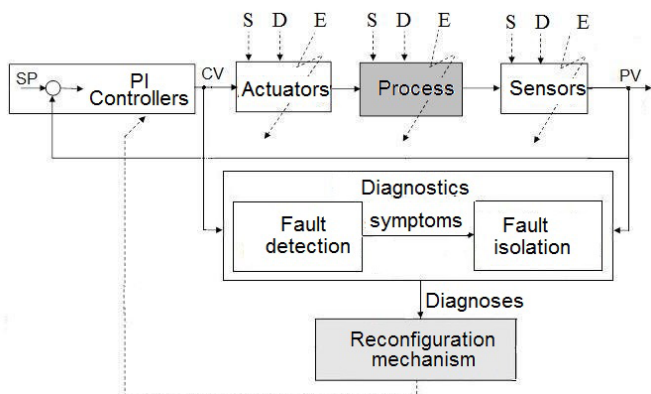 S D E
S D E
S D E
SP
PI
Controllers
CV
Actuators
Process
Sensors
PV
Diagnostics
Fault
detection
symptoms
Fault
isolation
Diagnoses
Reconfiguration
mechanism